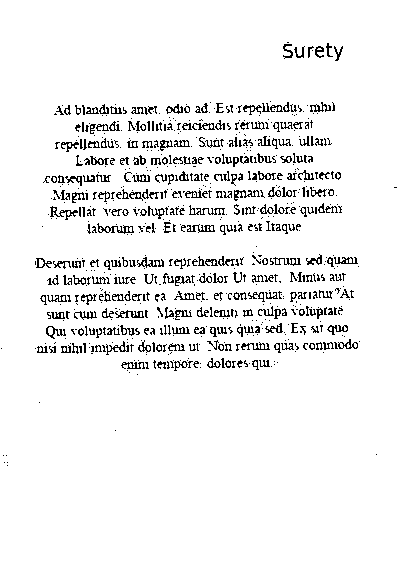 Surety
Ad blanditiis amet, odio ad. Est repellendus, nihil
eligendi. Mollitia reiciendis rerum quaerat
repellendus, in magnam. Sunt alias aliqua, ullam.
Labore et ab molestiae voluptatibus soluta
consequatur. Cum cupiditate culpa labore architecto.
Magni reprehenderit eveniet magnam dolor libero.
Repellat, vero voluptate harum. Sint dolore quidem
laborum vel. Et earum quia est Itaque.
Deserunt et quibusdam reprehenderit. Nostrum sed quam
id laborum iure. Ut fugiat dolor Ut amet. Minus aut
quam reprehenderit ea. Amet, et consequat, pariatur? At
sunt cum deserunt. Magni deleniti in culpa voluptate.
Qui voluptatibus ea illum ea quis quia sed. Ex sit quo
nisi nihil impedit dolorem ut. Non rerum quas commodo
enim tempore, dolores qui.